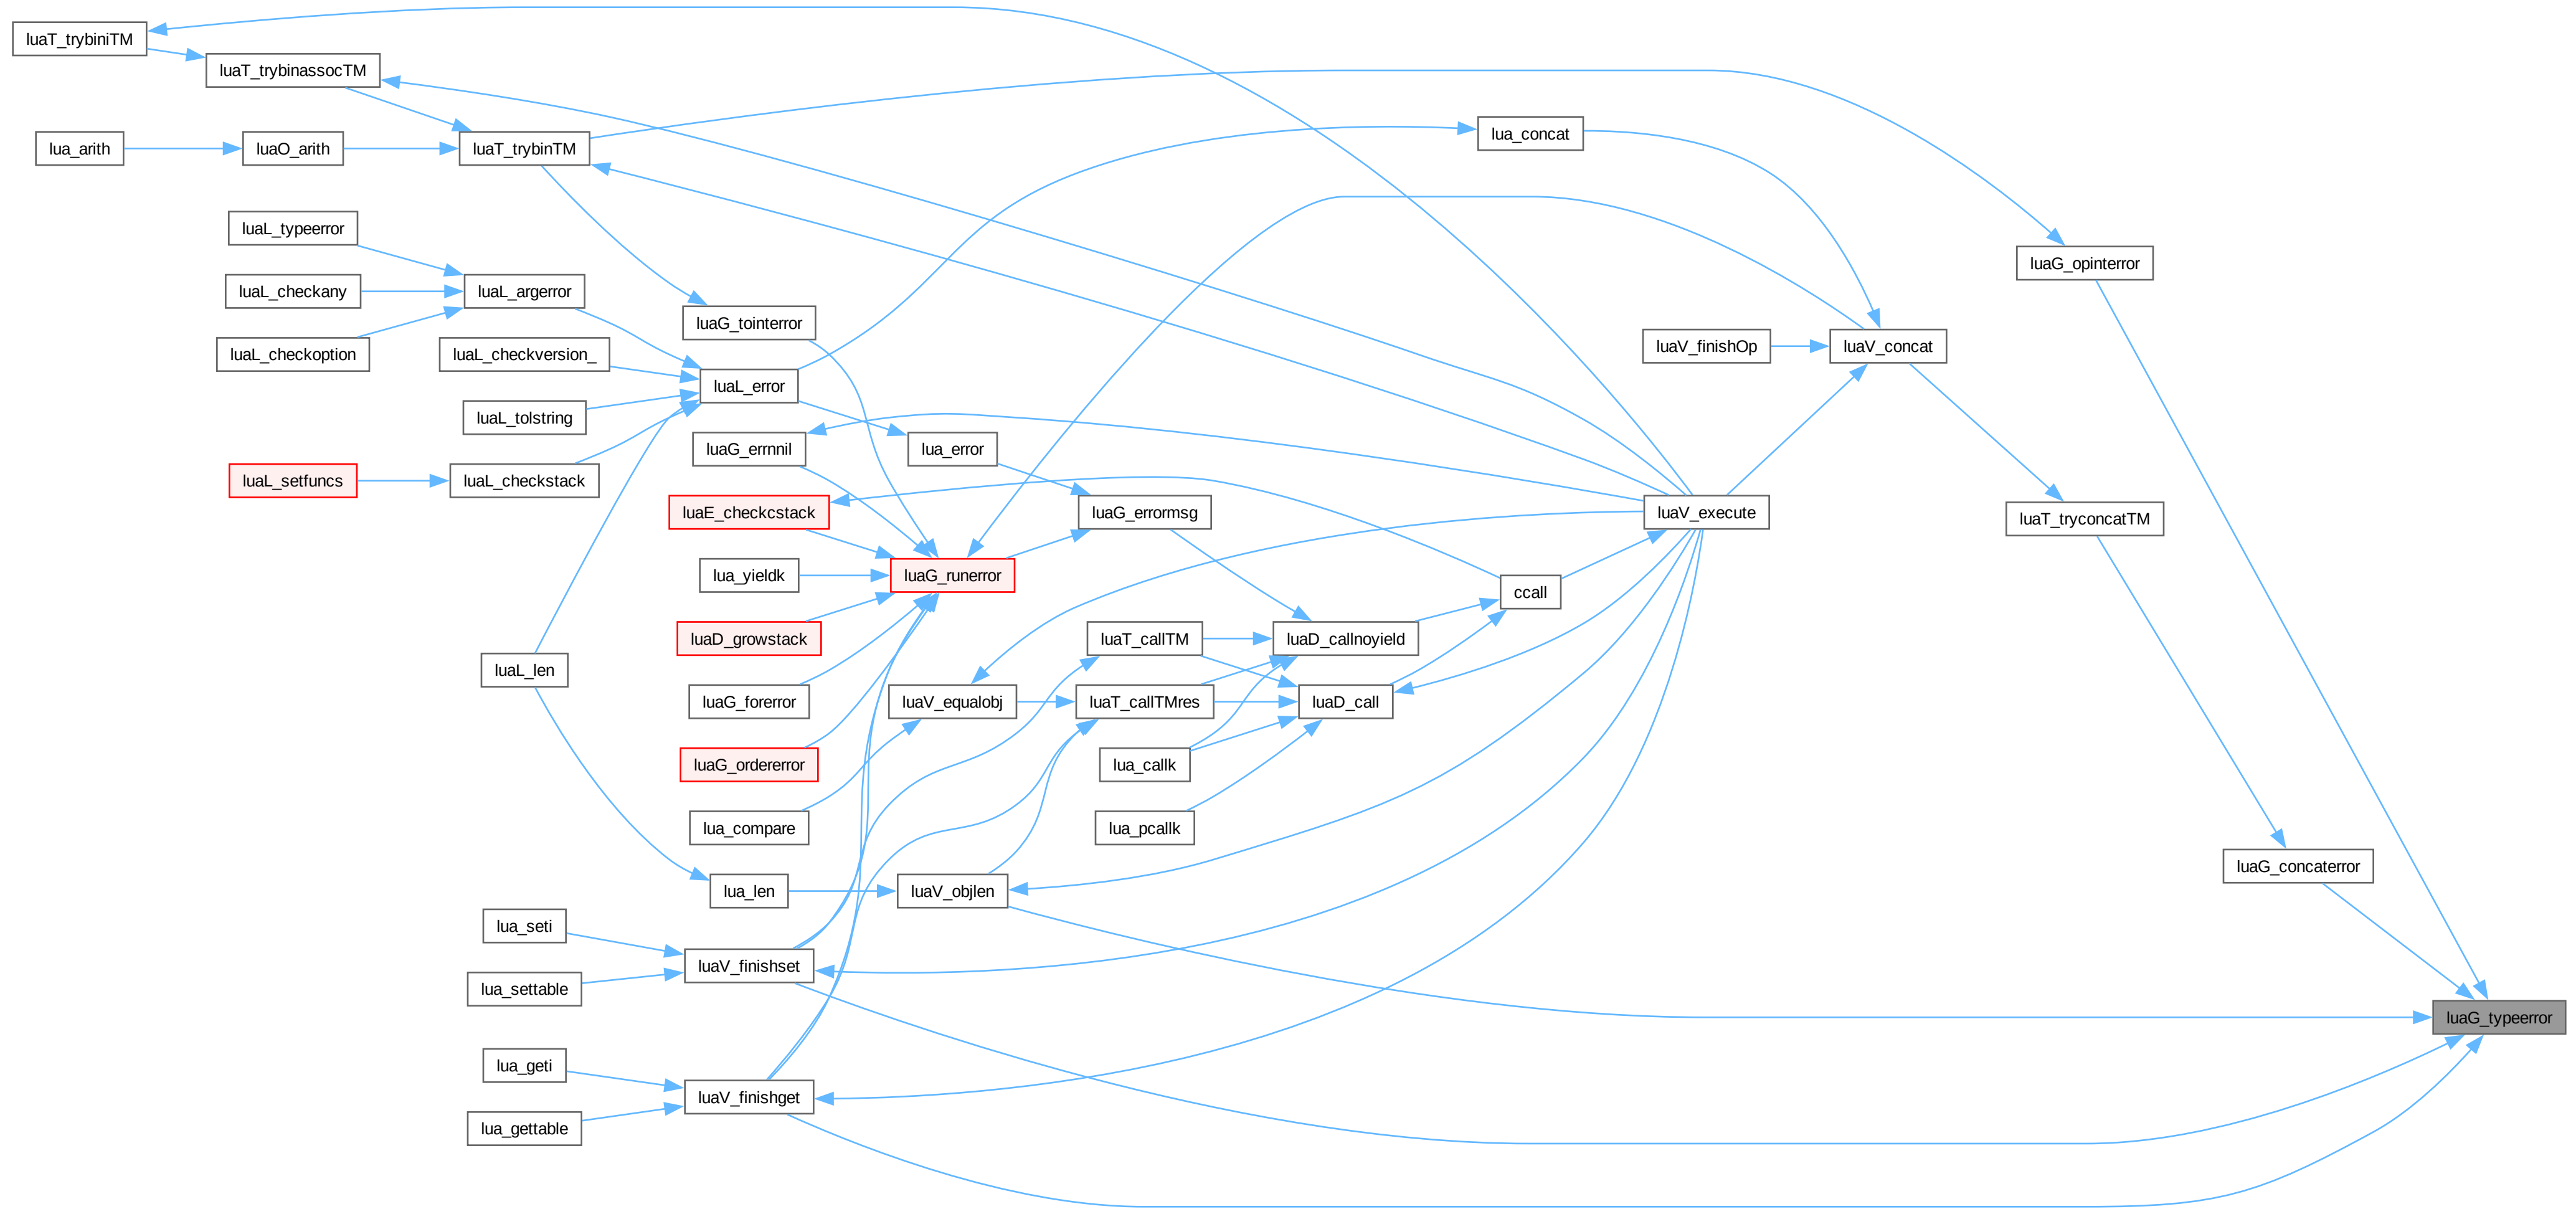 luaT_trybiniTM
luaT_trybinassocTM
lua_arith
luaO_arith
luaT_trybinTM
lua_concat
luaL_typeerror
luaG_opinterror
luaL_checkany
luaL_argerror
luaG_tointerror
luaL_checkoption
luaL_checkversion_
luaV_finishOp
luaV_concat
luaL_error
luaL_tolstring
luaG_errnnil
lua_error
luaL_setfuncs
luaL_checkstack
luaE_checkcstack
luaG_errormsg
luaV_execute
luaT_tryconcatTM
lua_yieldk
luaG_runerror
ccall
luaD_growstack
luaT_callTM
luaD_callnoyield
luaL_len
luaG_forerror
luaV_equalobj
luaT_callTMres
luaD_call
luaG_ordererror
lua_callk
lua_compare
lua_pcallk
luaG_concaterror
lua_len
luaV_objlen
lua_seti
luaV_finishset
lua_settable
luaG_typeerror
lua_geti
luaV_finishget
lua_gettable